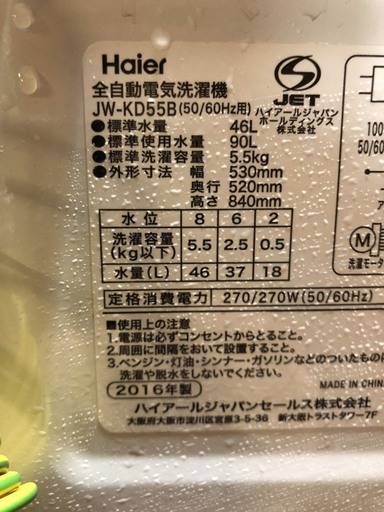 Haier
全自動電気洗濯機
JW-KD55B(50/60Hz用)
JET
ハイアールジャパン
ホールディングス
株式会社
●標準水量 46L
●標準使用水量 90L
●標準洗濯容量 5.5kg
●外形寸法 幅 530mm
奥行 520mm
高さ 840mm
水位 8 6 2
洗濯容量(kg以下) 5.5 2.5 0.5
水量(L) 46 37 18
定格消費電力 270/270W(50/60Hz)
■使用上の注意
1.電源は必ずコンセントからとること。
2.周囲に間隔をおいて設置すること。
3.ベンジン・灯油・シンナー・ガソリンなどのついたもの
洗濯や脱水をしないでください。
2016年製
MADE IN CHINA
ハイアールジャパンセールス株式会社
大阪府大阪市淀川区宮原3-5-36 新大阪トラストタワー7F
100
50/60
M
洗濯モータ